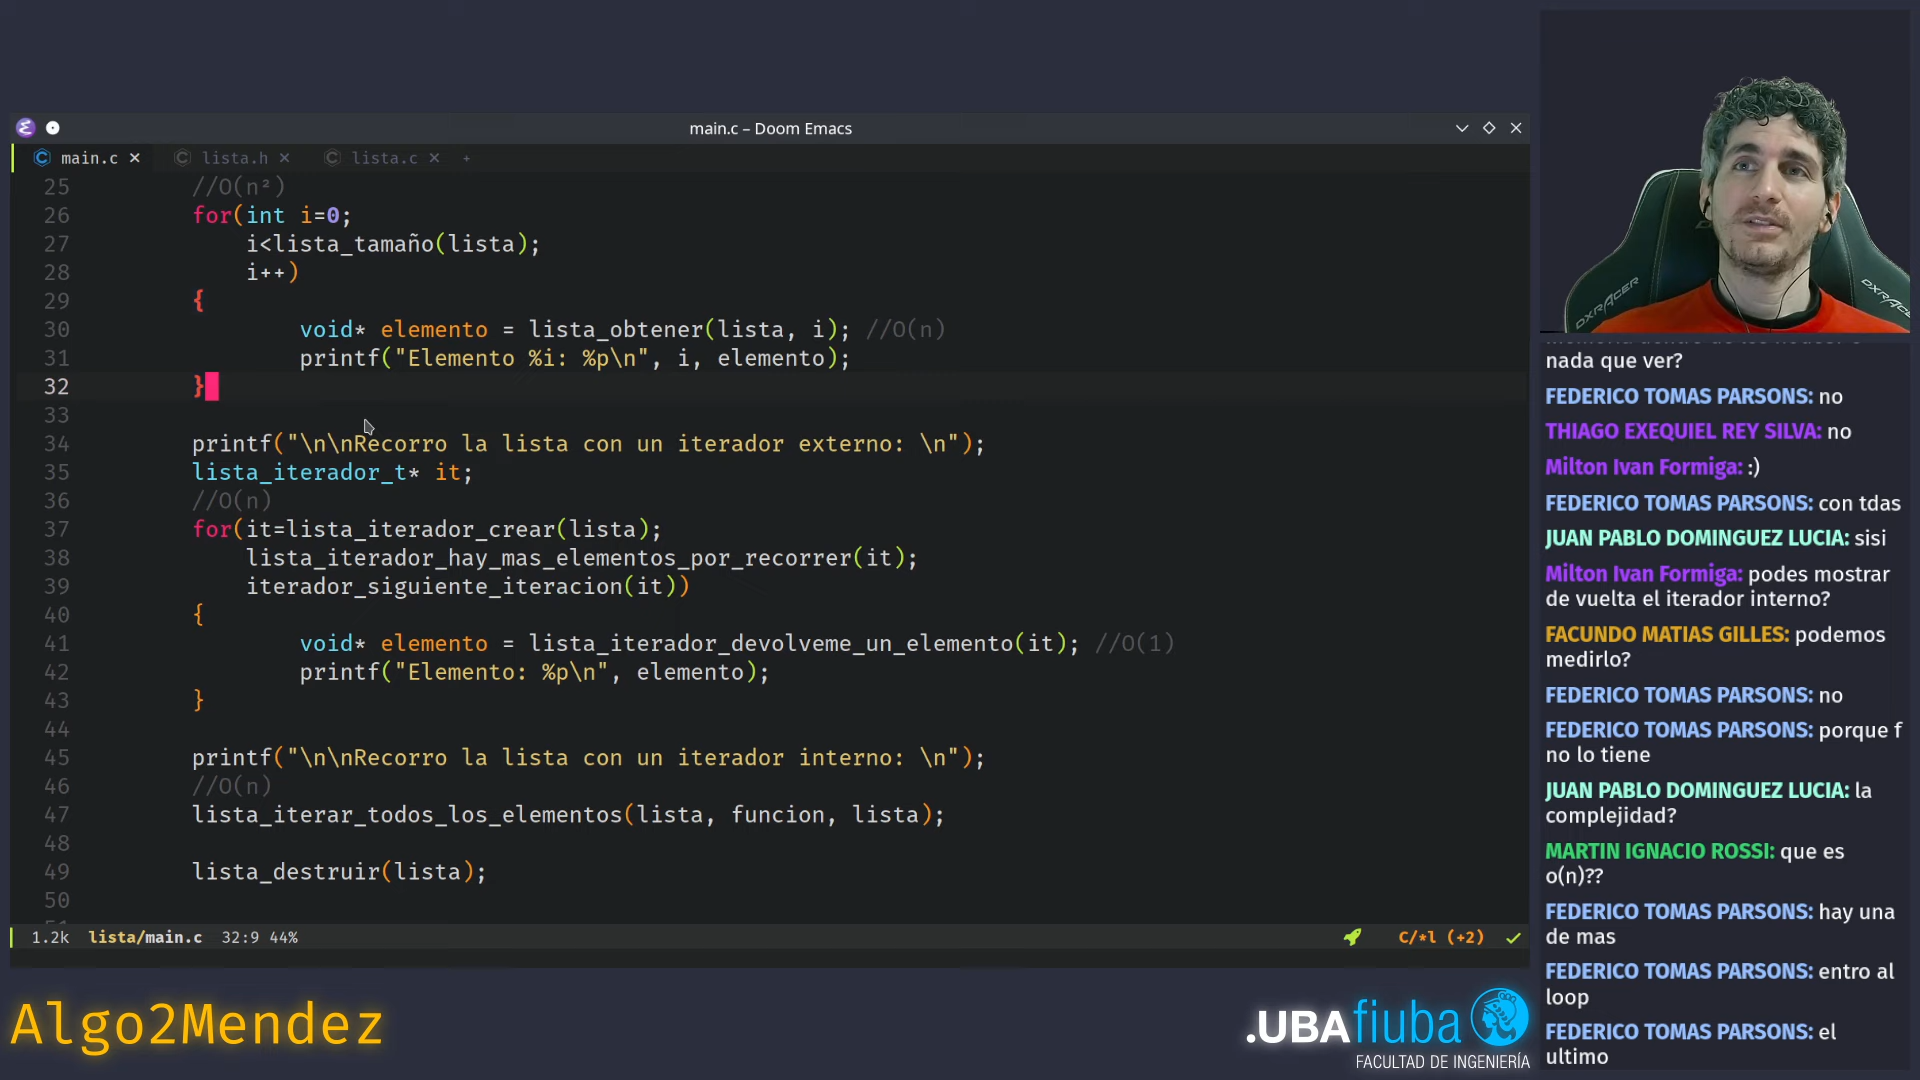 main.c – Doom Emacs
main.c × lista.h × lista.c × +
25 //O(n²)
26 for(int i=0;
27 i<lista_tamaño(lista);
28 i++)
29 {
30 void* elemento = lista_obtener(lista, i); //O(n)
31 printf("Elemento %i: %p\n", i, elemento);
32 }
33
34 printf("\n\nRecorro la lista con un iterador externo: \n");
35 lista_iterador_t* it;
36 //O(n)
37 for(it=lista_iterador_crear(lista);
38 lista_iterador_hay_mas_elementos_por_recorrer(it);
39 iterador_siguiente_iteracion(it))
40 {
41 void* elemento = lista_iterador_devolveme_un_elemento(it); //O(1)
42 printf("Elemento: %p\n", elemento);
43 }
44
45 printf("\n\nRecorro la lista con un iterador interno: \n");
46 //O(n)
47 lista_iterar_todos_los_elementos(lista, funcion, lista);
48
49 lista_destruir(lista);
50
1.2k lista/main.c 32:9 44% C/*l (+2)
nada que ver?
FEDERICO TOMAS PARSONS: no
THIAGO EXEQUIEL REY SILVA: no
Milton Ivan Formiga: :)
FEDERICO TOMAS PARSONS: con tdas
JUAN PABLO DOMINGUEZ LUCIA: sisi
Milton Ivan Formiga: podes mostrar
de vuelta el iterador interno?
FACUNDO MATIAS GILLES: podemos
medirlo?
FEDERICO TOMAS PARSONS: no
FEDERICO TOMAS PARSONS: porque f
no lo tiene
JUAN PABLO DOMINGUEZ LUCIA: la
complejidad?
MARTIN IGNACIO ROSSI: que es
o(n)??
FEDERICO TOMAS PARSONS: hay una
de mas
FEDERICO TOMAS PARSONS: entro al
loop
FEDERICO TOMAS PARSONS: el
ultimo
DXRACER
DXRACER
Algo2Mendez
.UBAfiuba
FACULTAD DE INGENIERÍA